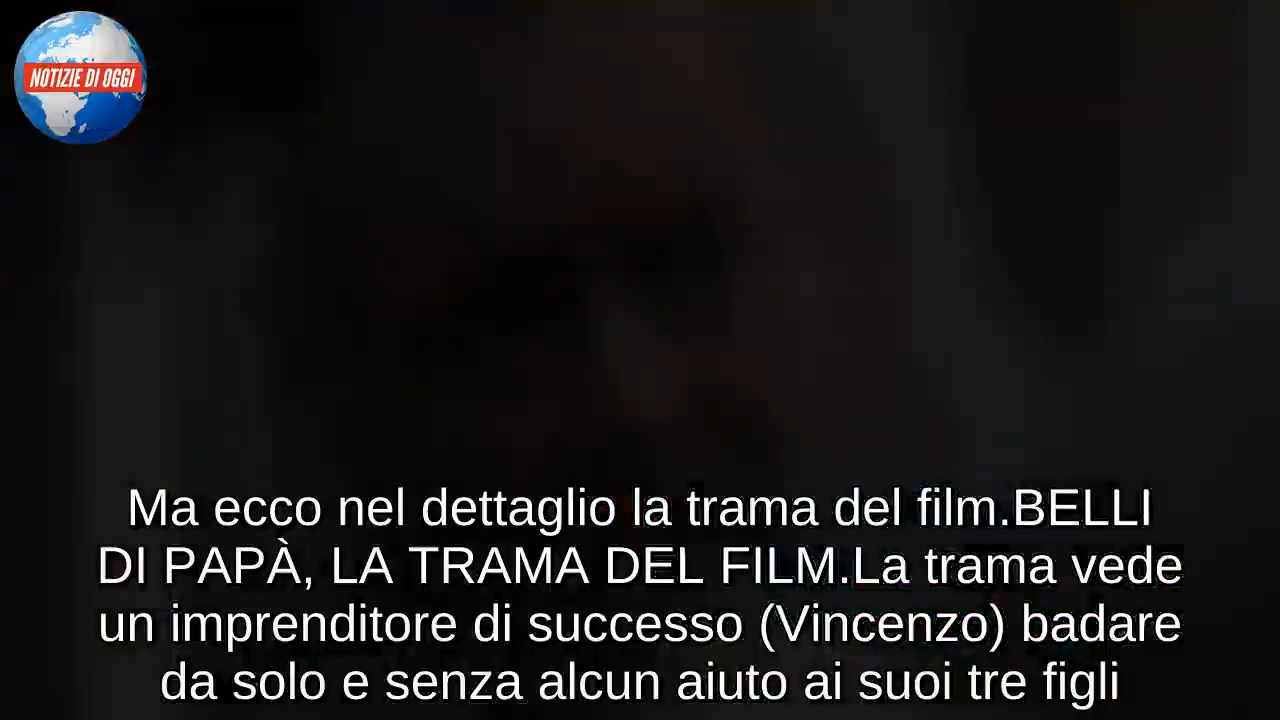 NOTIZIE DI OGGI
Ma ecco nel dettaglio la trama del film.BELLI
DI PAPÀ, LA TRAMA DEL FILM.La trama vede
un imprenditore di successo (Vincenzo) badare
da solo e senza alcun aiuto ai suoi tre figli